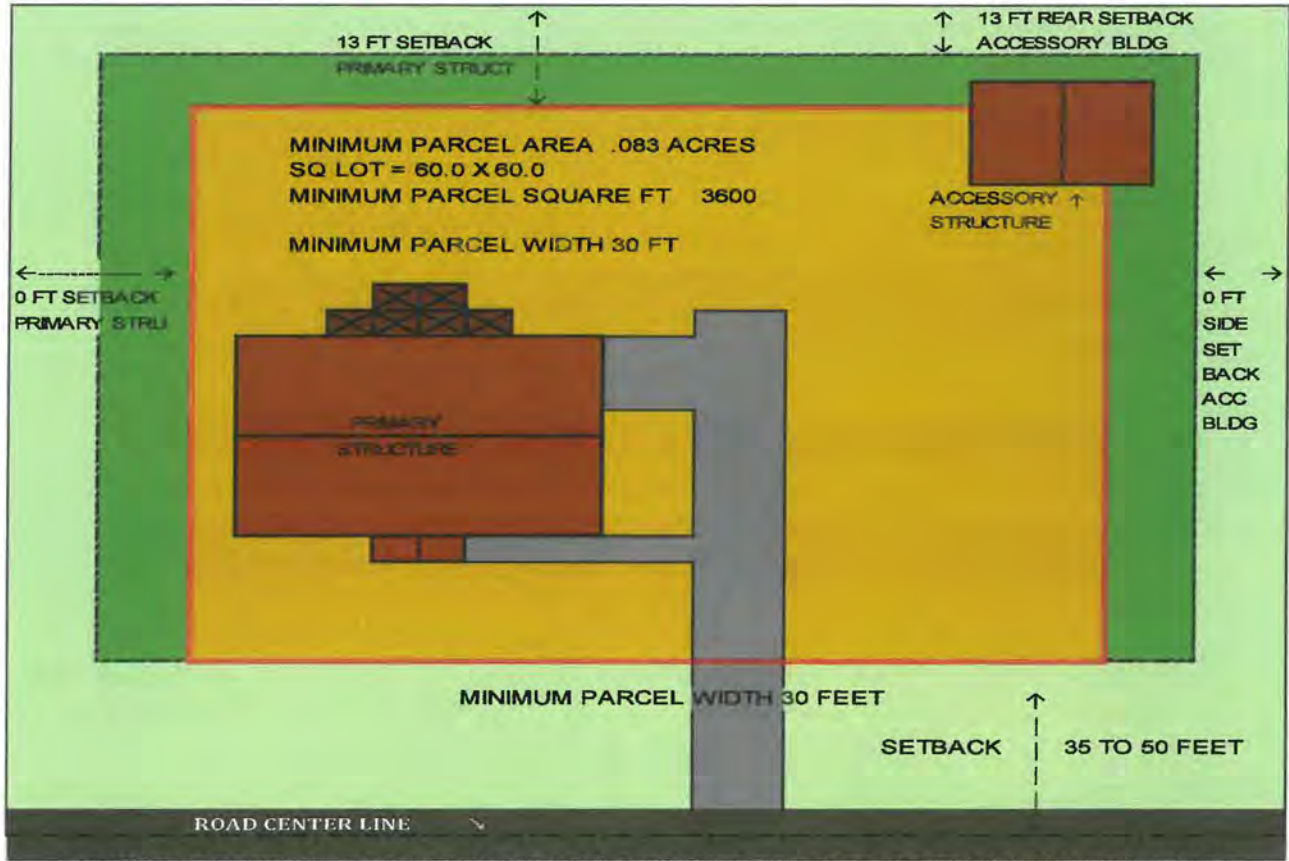 13 FT SETBACK
PRIMARY STRUCT
13 FT REAR SETBACK
ACCESSORY BLDG
MINIMUM PARCEL AREA .083 ACRES
SQ LOT = 60.0 X 60.0
MINIMUM PARCEL SQUARE FT 3600
MINIMUM PARCEL WIDTH 30 FT
ACCESSORY
STRUCTURE
0 FT SETBACK
PRIMARY STRU
0 FT
SIDE
SET
BACK
ACC
BLDG
PRIMARY
STRUCTURE
MINIMUM PARCEL WIDTH 30 FEET
SETBACK 35 TO 50 FEET
ROAD CENTER LINE